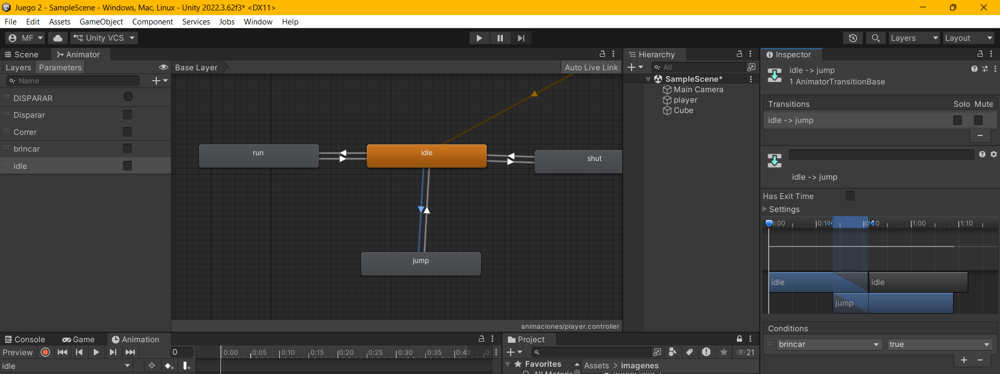 Juego 2 - SampleScene - Windows, Mac, Linux - Unity 2022.3.62f3* <DX11>
File Edit Assets GameObject Component Services Jobs Window Help
MF Unity VCS Layers Layout
Scene Animator
Layers Parameters Base Layer Auto Live Link
Name
DISPARAR
Disparar
Correr
brincar
idle
run
idle
shut
jump
animaciones/player.controller
Hierarchy
All
SampleScene*
Main Camera
player
Cube
Inspector
idle -> jump
1 AnimatorTransitionBase
Transitions Solo Mute
idle -> jump
idle -> jump
Has Exit Time
Settings
0:00 1:00 1:10
idle idle
jump
Conditions
brincar true
Console Game Animation
Preview 0 0:00 0:05 0:10 0:15 0:20 0:25 0:30 0:35 0:40
idle
Project
21
Favorites Assets > imagenes